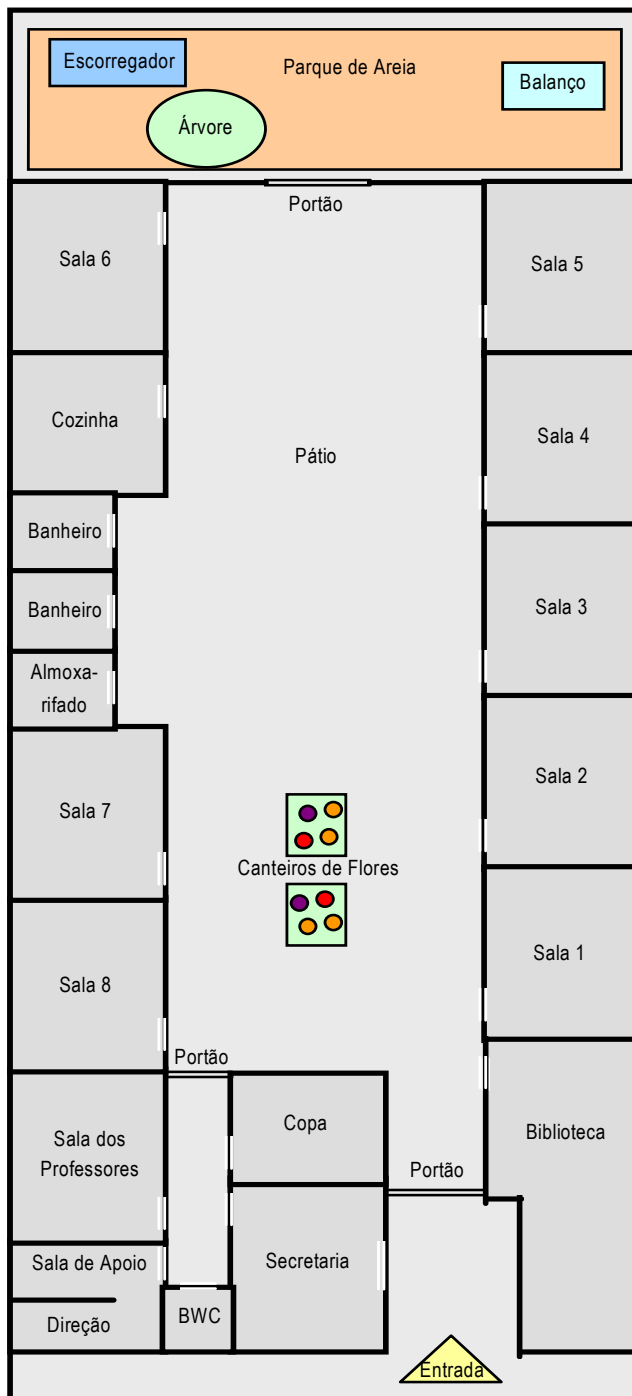 Escorregador
Parque de Areia
Balanço
Árvore
Portão
Sala 6
Sala 5
Cozinha
Sala 4
Pátio
Banheiro
Banheiro
Sala 3
Almoxa-
rifado
Sala 7
Sala 2
Canteiros de Flores
Sala 8
Sala 1
Portão
Sala dos
Professores
Copa
Biblioteca
Portão
Sala de Apoio
Secretaria
Direção
BWC
Entrada